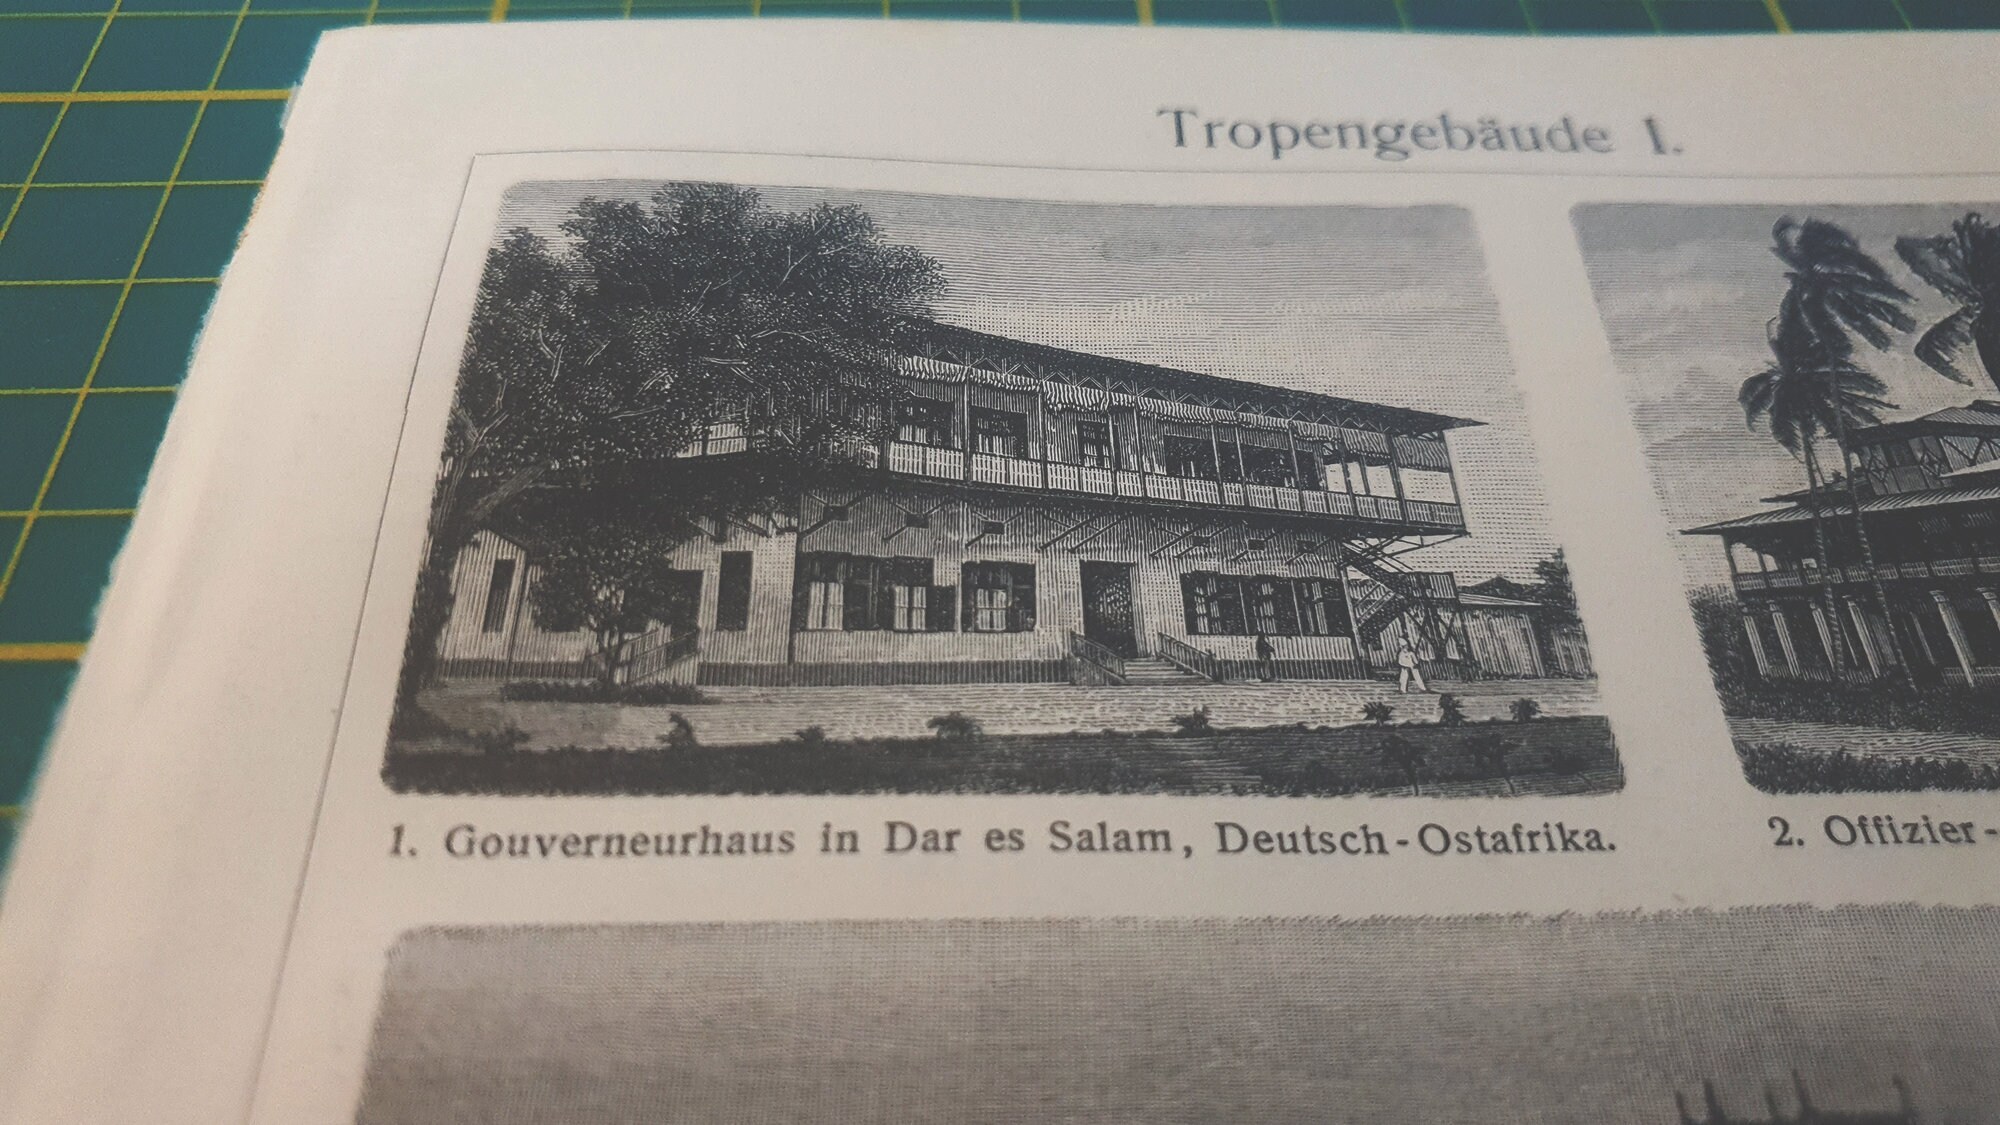 Tropengebäude I.
1. Gouverneurhaus in Dar es Salam, Deutsch-Ostafrika.
2. Offizier-